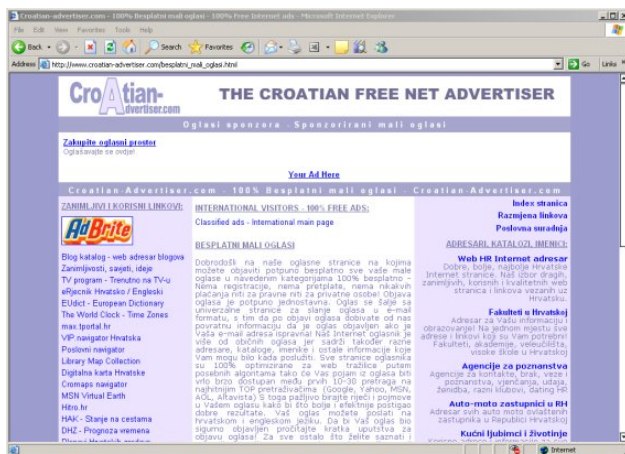 Croatian-advertiser.com - 100% Besplatni mali oglasi - 100% Free Internet ads - Microsoft Internet Explorer
File Edit View Favorites Tools Help
Back Search Favorites
Address http://www.croatian-advertiser.com/besplatni_mali_oglasi.html Go Links
CroAtian-
Advertiser.com
THE CROATIAN FREE NET ADVERTISER
Oglasi sponzora - Sponzorirani mali oglasi
Zakupite oglasni prostor
Oglašavajte se ovdje!
Your Ad Here
Croatian-Advertiser.com - 100% Besplatni mali oglasi - Croatian-Advertiser.com
ZANIMLJIVI I KORISNI LINKOVI:
AdBrite
Blog katalog - web adresar blogova
Zanimljivosti, savjeti, ideje
TV program - Trenutno na TV-u
eRječnik Hrvatsko / Engleski
EUdict - European Dictionary
The World Clock - Time Zones
max.tportal.hr
VIP.navigator Hrvatska
Poslovni navigator
Library Map Collection
Digitalna karta Hrvatske
Cromaps navigator
MSN Virtual Earth
Hitro.hr
HAK - Stanje na cestama
DHZ - Prognoza vremena
INTERNATIONAL VISITORS - 100% FREE ADS:
Classified ads - International main page
BESPLATNI MALI OGLASI
Dobrodošli na naše oglasne stranice na kojima
možete objaviti potpuno besplatno sve vaše male
oglase u navedenim kategorijama 100% besplatno -
Nema registracije, nema pretplate, nema nikakvih
plaćanja niti za pravne niti za privatne osobe! Objava
oglasa je potpuno jednostavna. Oglas se šalje sa
univerzalne stranice za slanje oglasa u e-mail
formatu, s tim da po objavi oglasa dobivate od nas
povratnu informaciju da je oglas objavljen ako je
Vaša e-mail adresa ispravna! Naš Internet oglasnik je
više od običnih oglasa jer sadrži također razne
adresare, kataloge, imenike i ostale informacije koje
Vam mogu bilo kada poslužiti. Sve stranice oglasnika
su 100% optimizirane za web tražilice putem
posebnih algoritama tako će Vaš pojam iz oglasa biti
vrlo brzo dostupan među prvih 10-30 pretraga na
najhitnijim TOP pretraživačima (Google, Yahoo, MSN,
AOL, Altavista) S toga pažljivo birajte riječi i pojmove
u Vašem oglasu kako bi što bolje i efektnije postigao
dobre rezultate. Vaš oglas možete poslati na
hrvatskom i engleskom jeziku. Da bi Vaš oglas bio
sigurno objavljen pročitajte kratka uputstva za
objavu oglasa! Za sve ostalo što želite saznati i
Index stranica
Razmjena linkova
Poslovna suradnja
ADRESARI, KATALOZI, IMENICI:
Web HR Internet adresar
Dobre, bolje, najbolje Hrvatske
Internet stranice. Naš izbor dragih,
zanimljivih, korisnih i kvalitetnih web
stranica i linkova vezanih uz
Hrvatsku.
Fakulteti u Hrvatskoj
Adresar za Vašu informaciju i
obrazovanje! Na jednom mjestu sve
adrese i linkovi koji su Vam potrebni!
Fakulteti, akademije, veleučilišta,
visoke škole u Hrvatskoj
Agencije za poznanstva
Agencije za kontakte, brak, veze i
poznanstva, vjenčanja, udaja,
ženidba, razni klubovi, dating HR
Auto-moto zastupnici u RH
Adresar svih auto moto ovlaštenih
zastupnika u Republici Hrvatskoj
Kućni ljubimci i životinje
Internet